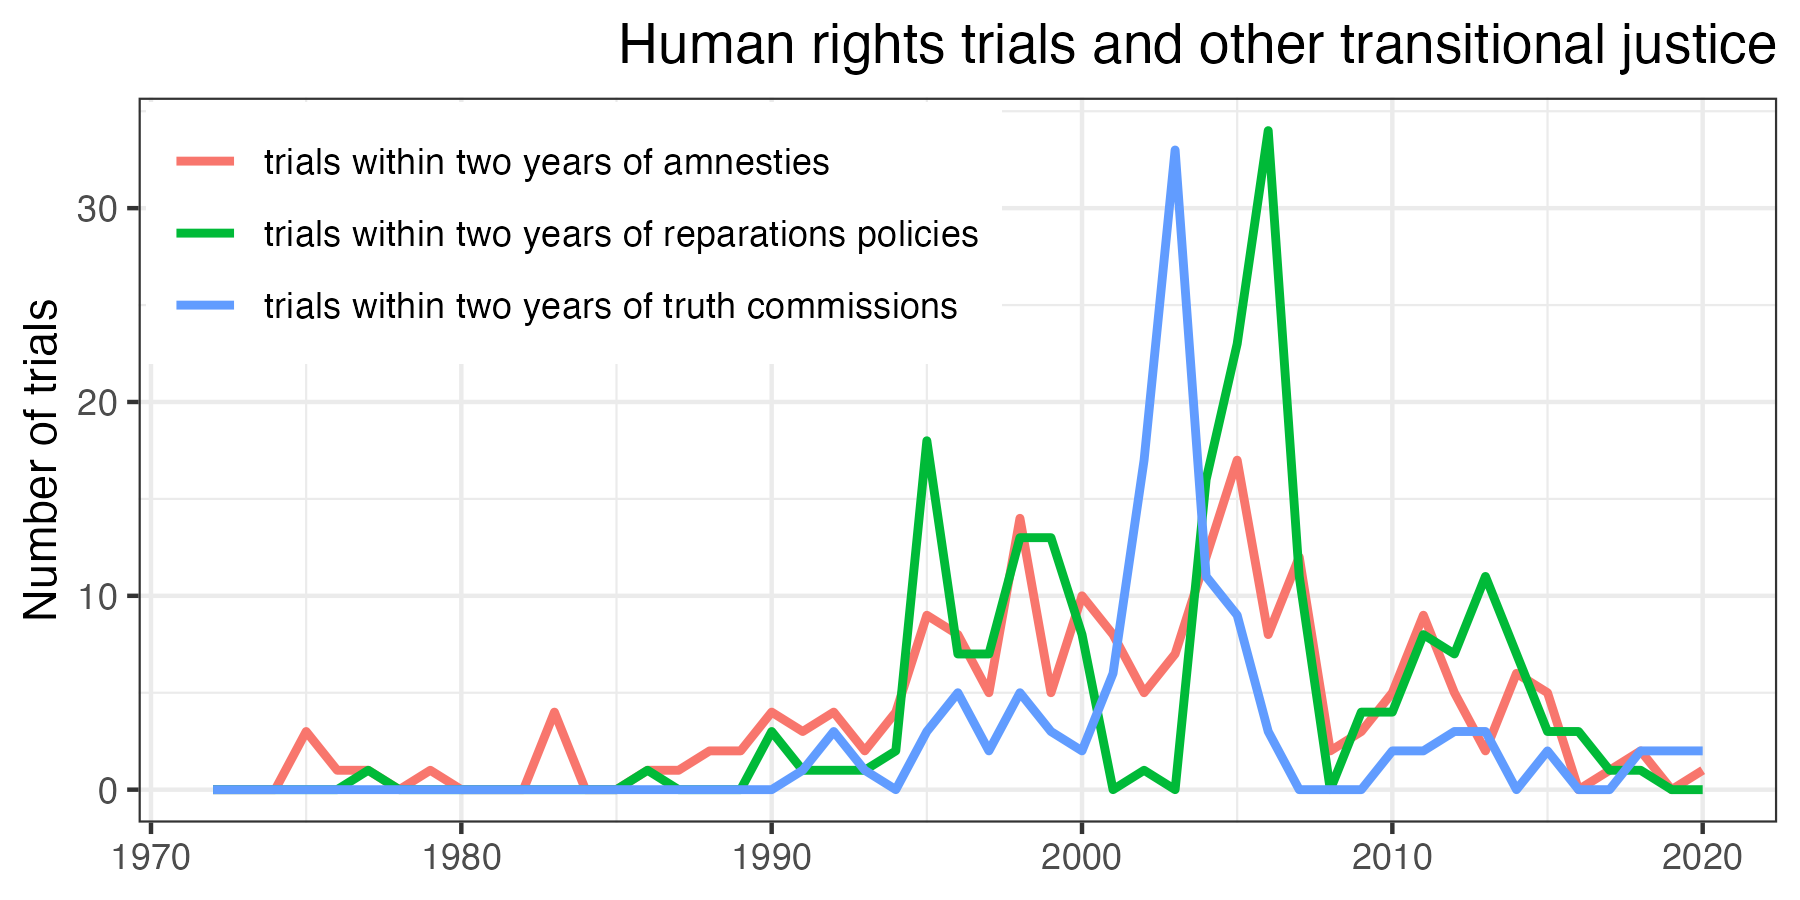 Human rights trials and other transitional justice
trials within two years of amnesties
trials within two years of reparations policies
trials within two years of truth commissions
Number of trials
30
20
10
0
1970 1980 1990 2000 2010 2020